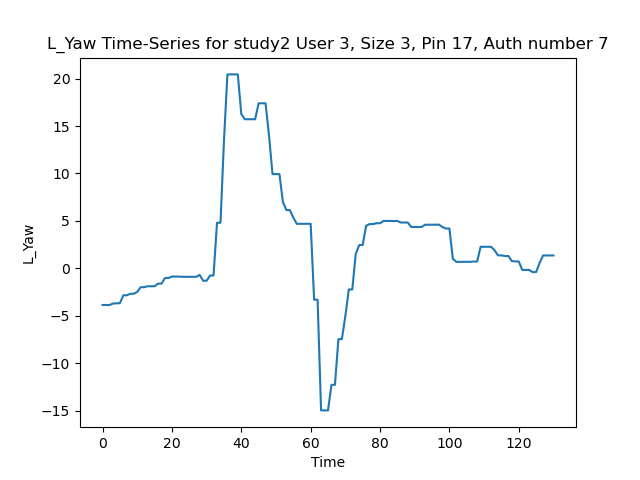 L_Yaw Time-Series for study2 User 3, Size 3, Pin 17, Auth number 7
20
15
10
5
0
−5
−10
−15
L_Yaw
0 20 40 60 80 100 120
Time